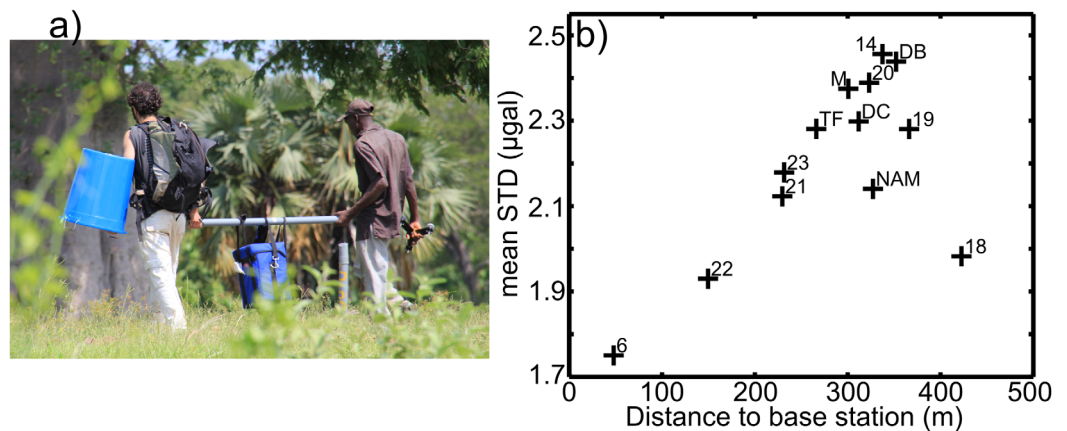 a)
b)
2.5
2.3
2.1
1.9
1.7
mean STD (µgal)
14
DB
20
M
DC
TF
19
23
21
NAM
18
22
6
0
100
200
300
400
500
Distance to base station (m)